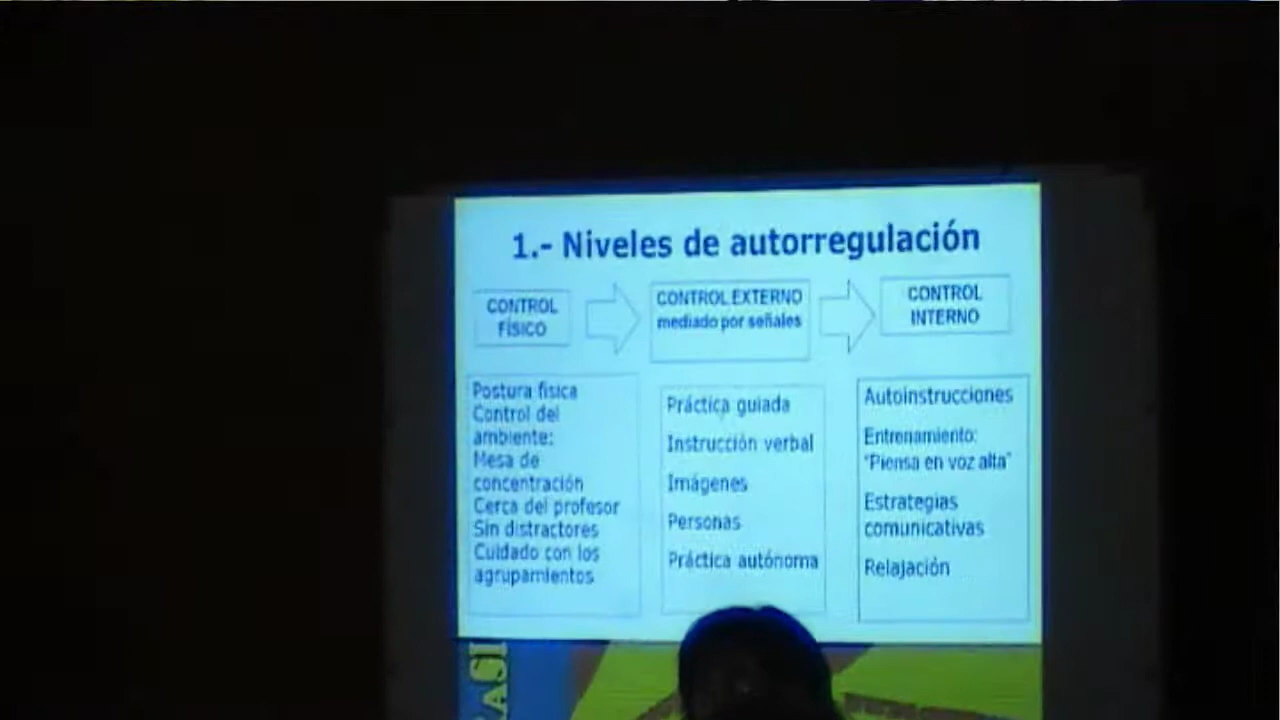 1.- Niveles de autorregulación
CONTROL
FÍSICO
CONTROL EXTERNO
mediado por señales
CONTROL
INTERNO
Postura física
Control del
ambiente:
Mesa de
concentración
Cerca del profesor
Sin distractores
Cuidado con los
agrupamientos
Práctica guiada
Instrucción verbal
Imágenes
Personas
Práctica autónoma
Autoinstrucciones
Entrenamiento:
"Piensa en voz alta"
Estrategias
comunicativas
Relajación